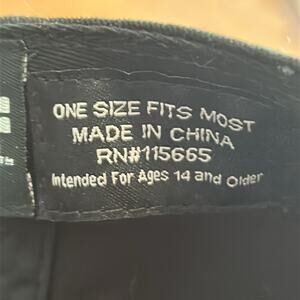 ONE SIZE FITS MOST
MADE IN CHINA
RN#115665
Intended For Ages 14 and Older